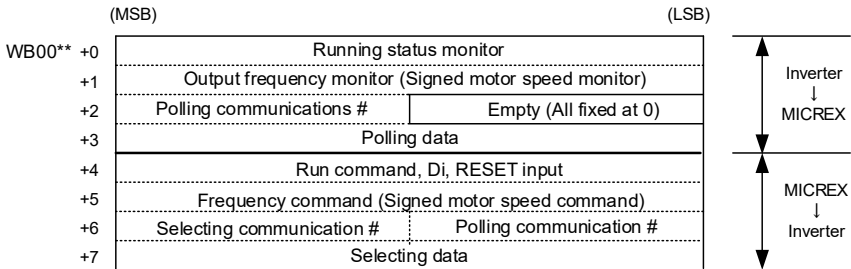 (MSB) (LSB)
WB00** +0 Running status monitor
+1 Output frequency monitor (Signed motor speed monitor)
+2 Polling communications # Empty (All fixed at 0)
+3 Polling data
Inverter
↓
MICREX
+4 Run command, Di, RESET input
+5 Frequency command (Signed motor speed command)
+6 Selecting communication # Polling communication #
+7 Selecting data
MICREX
↓
Inverter